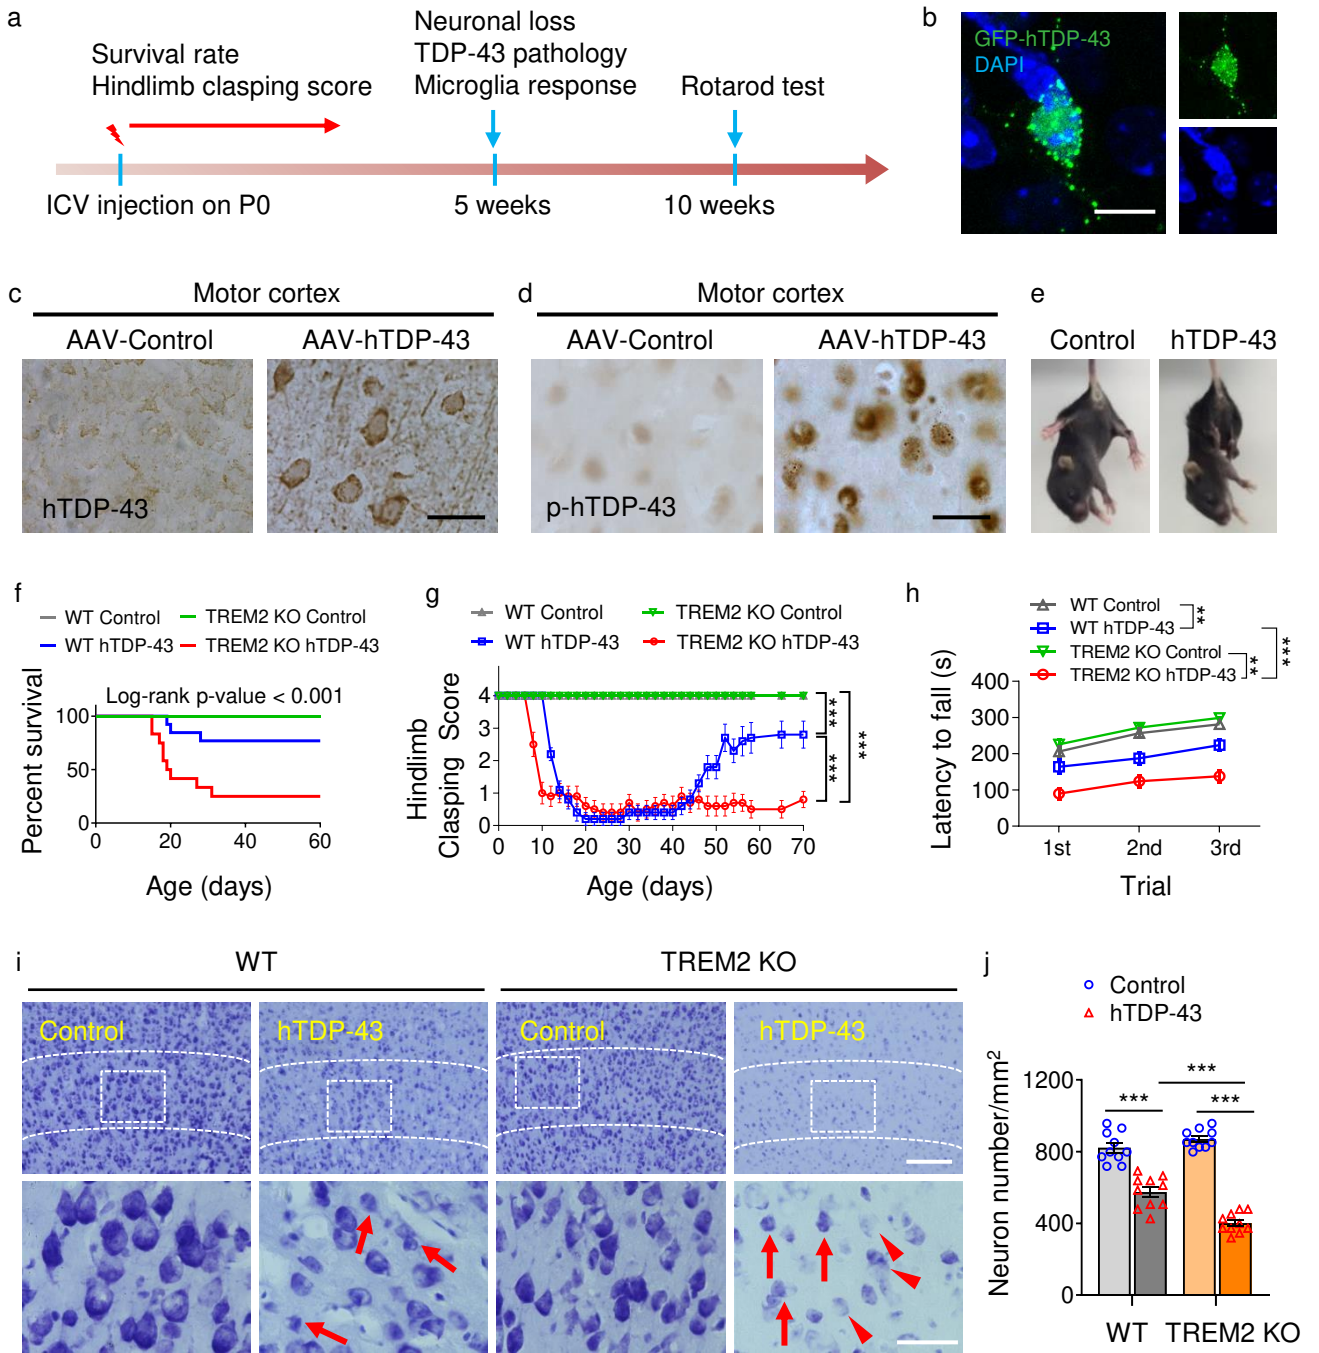 a
Survival rate
Hindlimb clasping score
Neuronal loss
TDP-43 pathology
Microglia response
Rotarod test
ICV injection on P0
5 weeks
10 weeks
b
GFP-hTDP-43
DAPI
c
Motor cortex
AAV-Control
AAV-hTDP-43
hTDP-43
d
Motor cortex
AAV-Control
AAV-hTDP-43
p-hTDP-43
e
Control
hTDP-43
f
WT Control
TREM2 KO Control
WT hTDP-43
TREM2 KO hTDP-43
Log-rank p-value < 0.001
Percent survival
100
50
0
0 20 40 60
Age (days)
g
WT Control
TREM2 KO Control
WT hTDP-43
TREM2 KO hTDP-43
Hindlimb
Clasping Score
4
3
2
1
0
0 10 20 30 40 50 60 70
Age (days)
***
***
***
h
WT Control
WT hTDP-43
TREM2 KO Control
TREM2 KO hTDP-43
**
**
***
Latency to fall (s)
400
300
200
100
0
1st 2nd 3rd
Trial
i
WT
TREM2 KO
Control
hTDP-43
Control
hTDP-43
j
Control
hTDP-43
Neuron number/mm²
1200
800
400
0
***
***
***
WT TREM2 KO